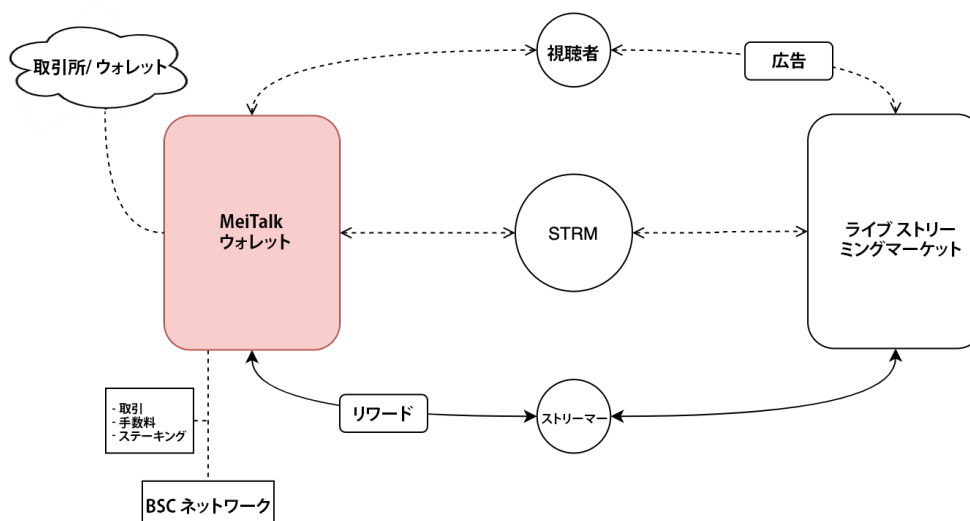 視聴者
広告
取引所/ ウォレット
MeiTalk
ウォレット
STRM
ライブ ストリー
ミングマーケット
リワード
ストリーマー
- 取引
- 手数料
- ステーキング
BSC ネットワーク